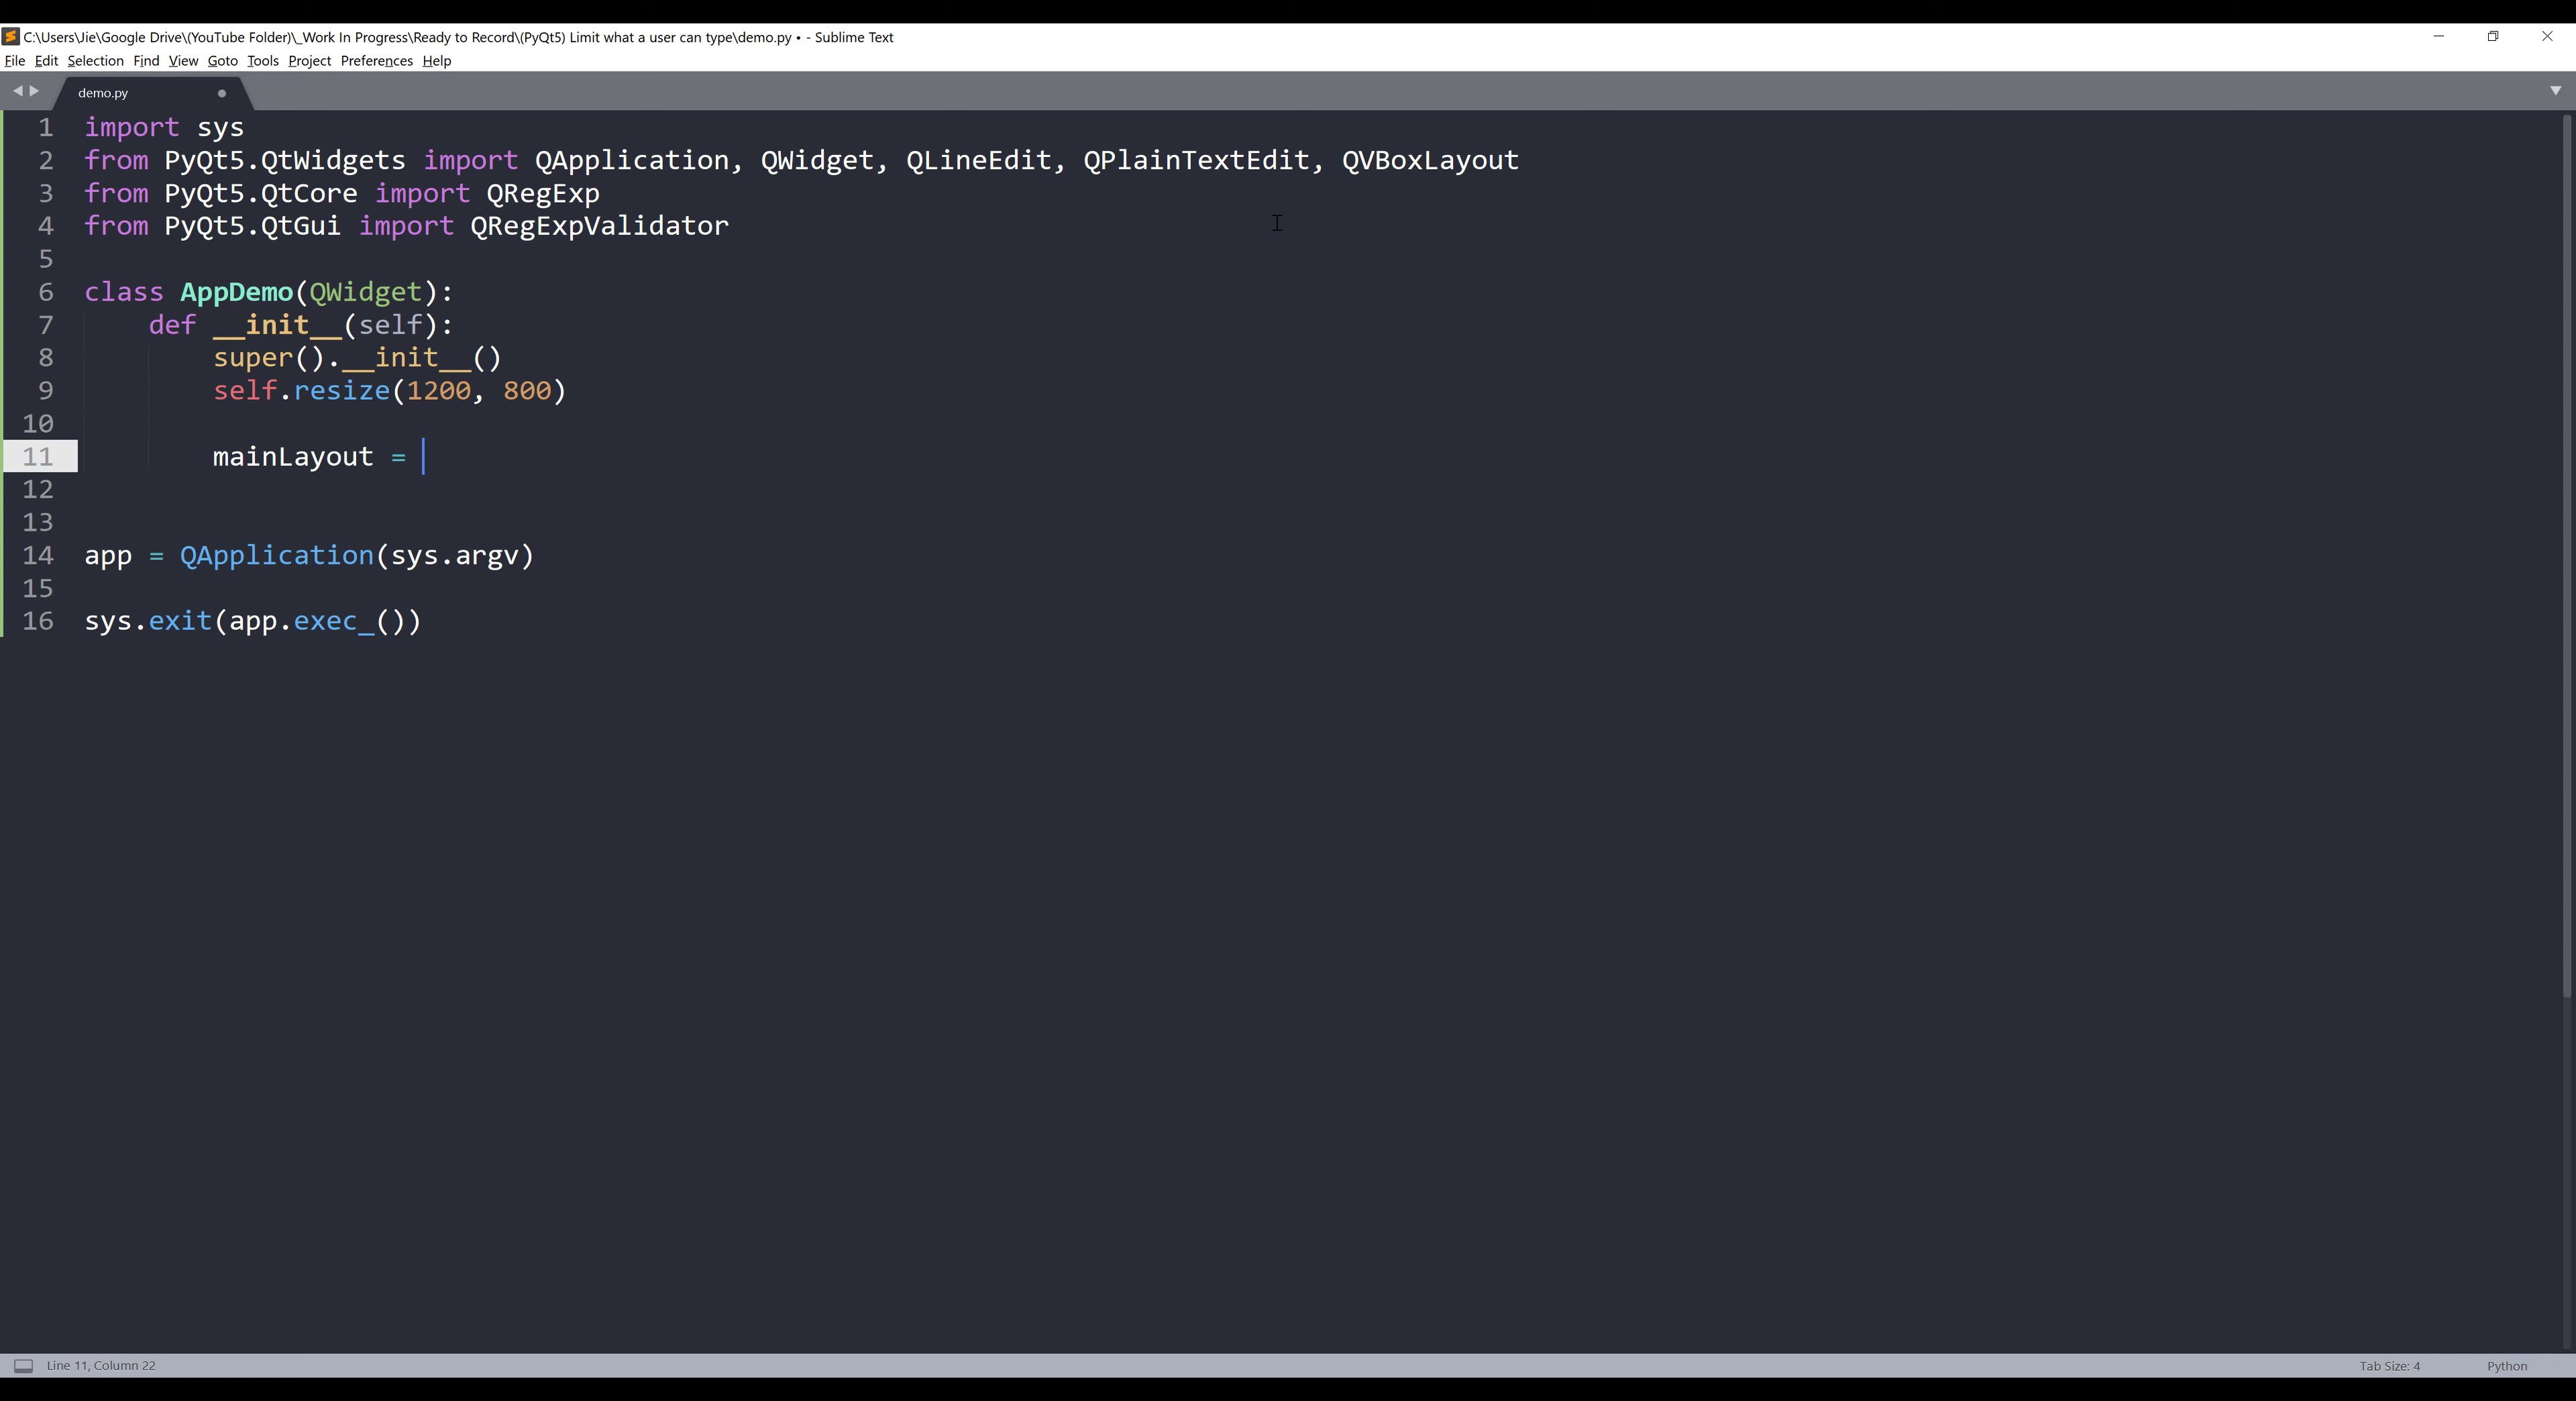 C:\Users\Jie\Google Drive\(YouTube Folder)\_Work In Progress\Ready to Record\(PyQt5) Limit what a user can type\demo.py • - Sublime Text
File Edit Selection Find View Goto Tools Project Preferences Help
demo.py
1 import sys
2 from PyQt5.QtWidgets import QApplication, QWidget, QLineEdit, QPlainTextEdit, QVBoxLayout
3 from PyQt5.QtCore import QRegExp
4 from PyQt5.QtGui import QRegExpValidator
5
6 class AppDemo(QWidget):
7     def __init__(self):
8         super().__init__()
9         self.resize(1200, 800)
10
11         mainLayout =
12
13
14 app = QApplication(sys.argv)
15
16 sys.exit(app.exec_())
Line 11, Column 22 Tab Size: 4 Python